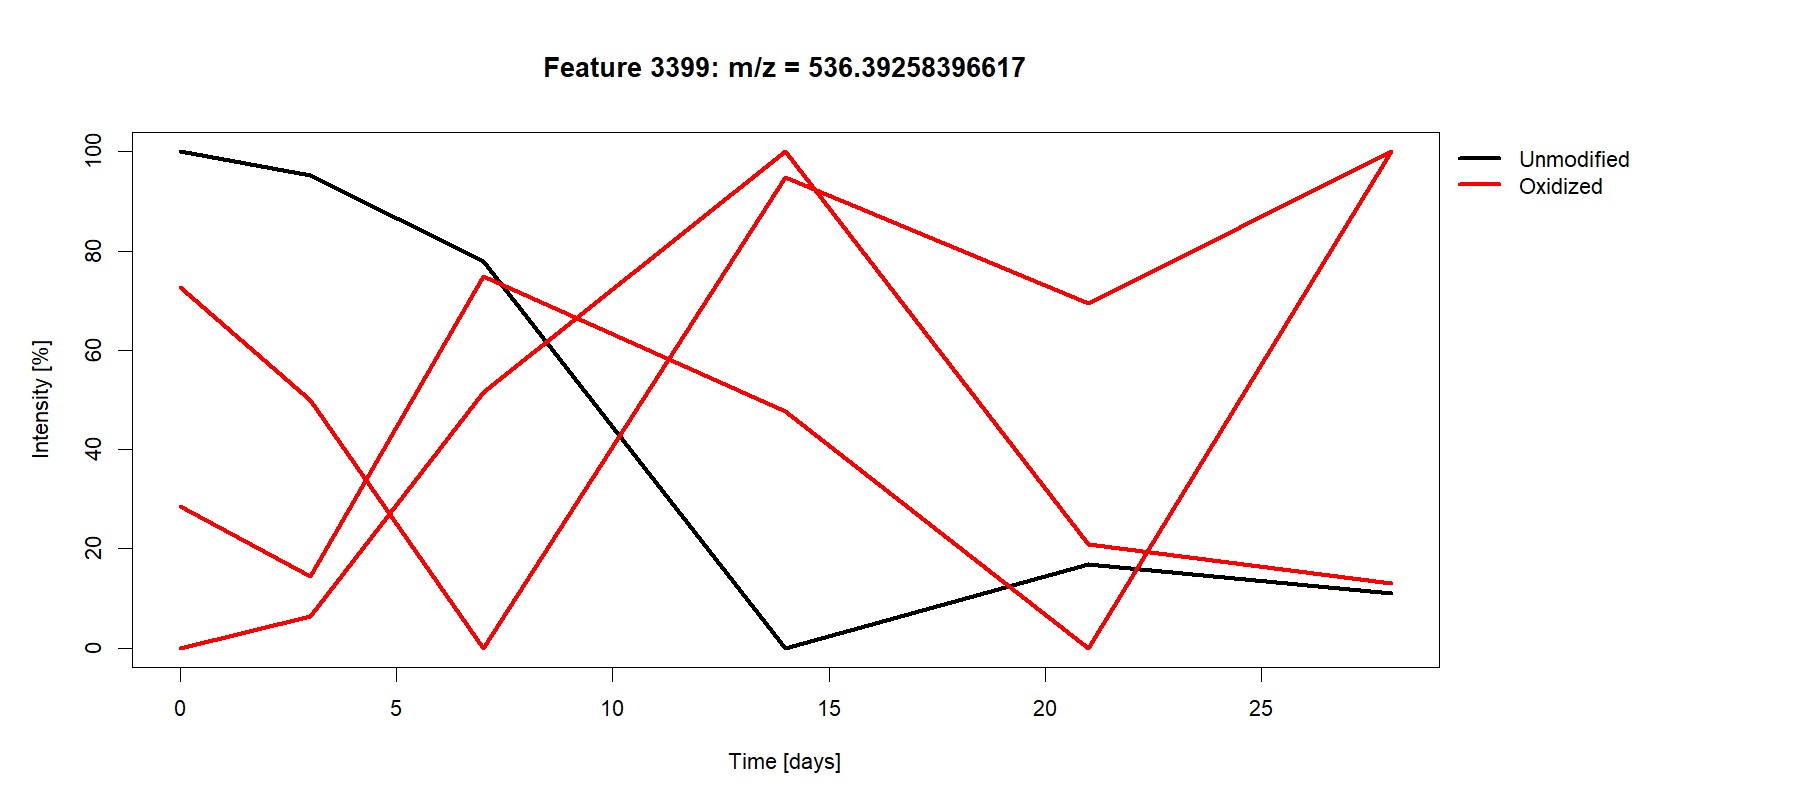 Feature 3399: m/z = 536.39258396617
Unmodified
Oxidized
Intensity [%]
100
80
60
40
20
0
0 5 10 15 20 25
Time [days]